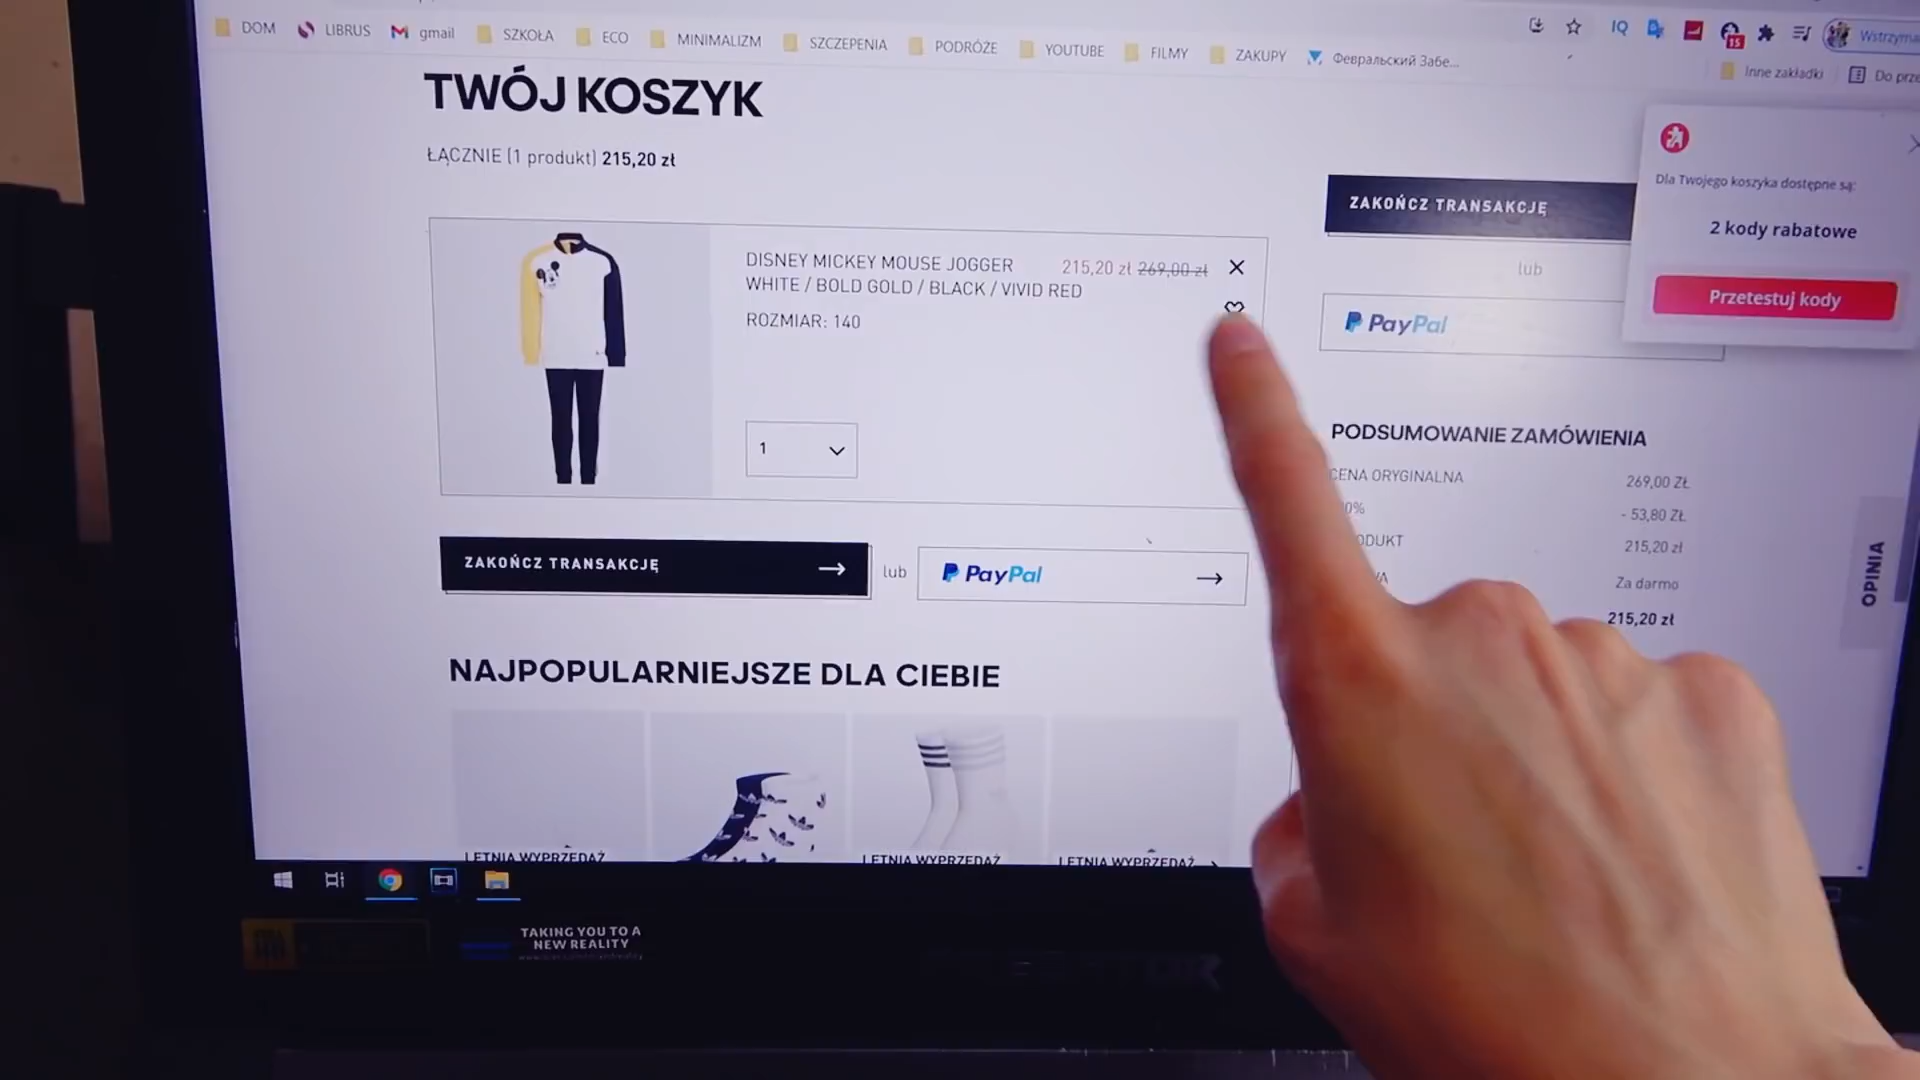 DOM LIBRUS gmail SZKOŁA ECO MINIMALIZM SZCZEPIENIA PODRÓŻE YOUTUBE FILMY ZAKUPY Февральский Забе...
IQ
15
Inne zakładki
TWÓJ KOSZYK
ŁĄCZNIE (1 produkt) 215,20 zł
DISNEY MICKEY MOUSE JOGGER 215,20 zł 269,00 zł
WHITE / BOLD GOLD / BLACK / VIVID RED
ROZMIAR: 140
1
ZAKOŃCZ TRANSAKCJĘ
lub
PayPal
NAJPOPULARNIEJSZE DLA CIEBIE
LETNIA WYPRZEDAŻ
LETNIA WYPRZEDAŻ
LETNIA WYPRZEDAŻ
ZAKOŃCZ TRANSAKCJĘ
lub
PayPal
Dla Twojego koszyka dostępne są:
2 kody rabatowe
Przetestuj kody
PODSUMOWANIE ZAMÓWIENIA
CENA ORYGINALNA 269,00 ZŁ
- 53,80 ZŁ
215,20 zł
Za darmo
215,20 zł
OPINIA
TAKING YOU TO A
NEW REALITY